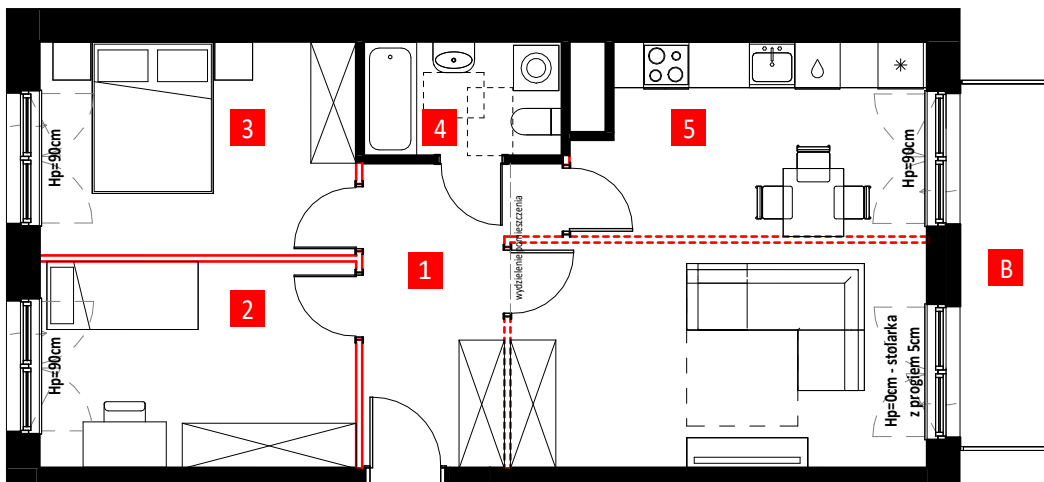 3
4
5
Hp=90cm
Hp=90cm
wydzielenie pomieszczenia
1
B
2
Hp=90cm
Hp=0cm - stolarka
z progiem 5cm